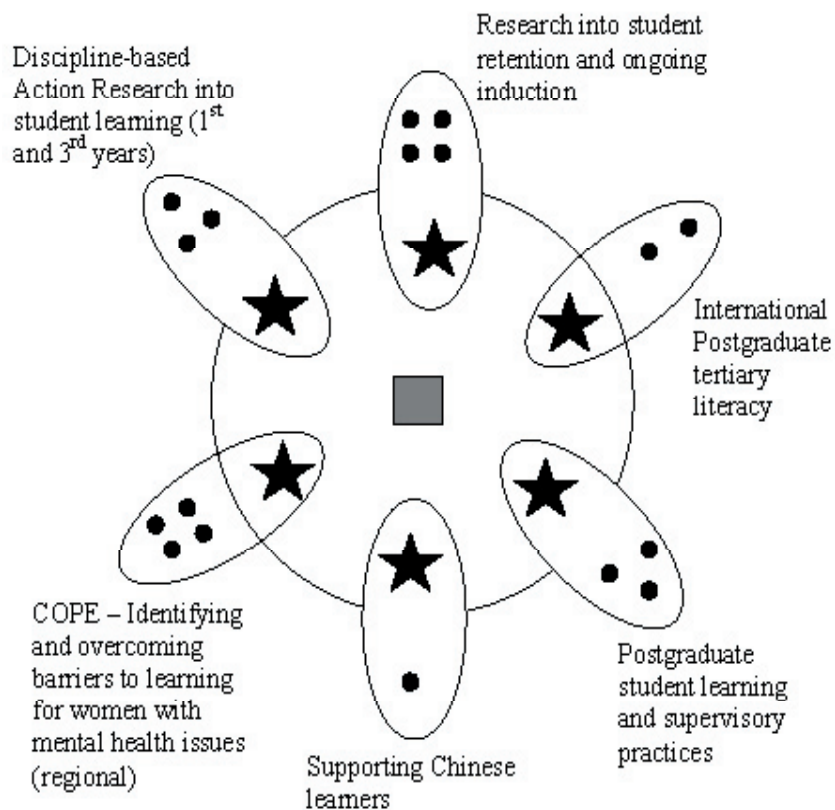 Discipline-based
Action Research into
student learning (1st
and 3rd years)
Research into student
retention and ongoing
induction
International
Postgraduate
tertiary
literacy
COPE – Identifying
and overcoming
barriers to learning
for women with
mental health issues
(regional)
Supporting Chinese
learners
Postgraduate
student learning
and supervisory
practices